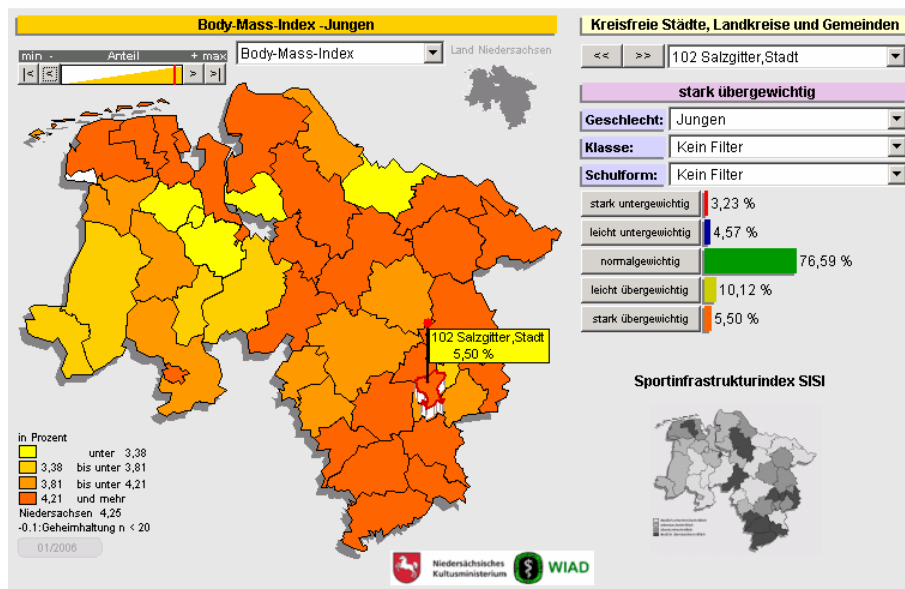 Body-Mass-Index -Jungen
min - Anteil + max
|< < > >|
Body-Mass-Index
Land Niedersachsen
102 Salzgitter,Stadt
5,50 %
in Prozent
unter 3,38
3,38 bis unter 3,81
3,81 bis unter 4,21
4,21 und mehr
Niedersachsen 4,25
-0.1:Geheimhaltung n < 20
01/2006
Niedersächsisches
Kultusministerium
WIAD
Kreisfreie Städte, Landkreise und Gemeinden
<< >> 102 Salzgitter,Stadt
stark übergewichtig
Geschlecht: Jungen
Klasse: Kein Filter
Schulform: Kein Filter
stark untergewichtig 3,23 %
leicht untergewichtig 4,57 %
normalgewichtig 76,59 %
leicht übergewichtig 10,12 %
stark übergewichtig 5,50 %
Sportinfrastrukturindex SISI